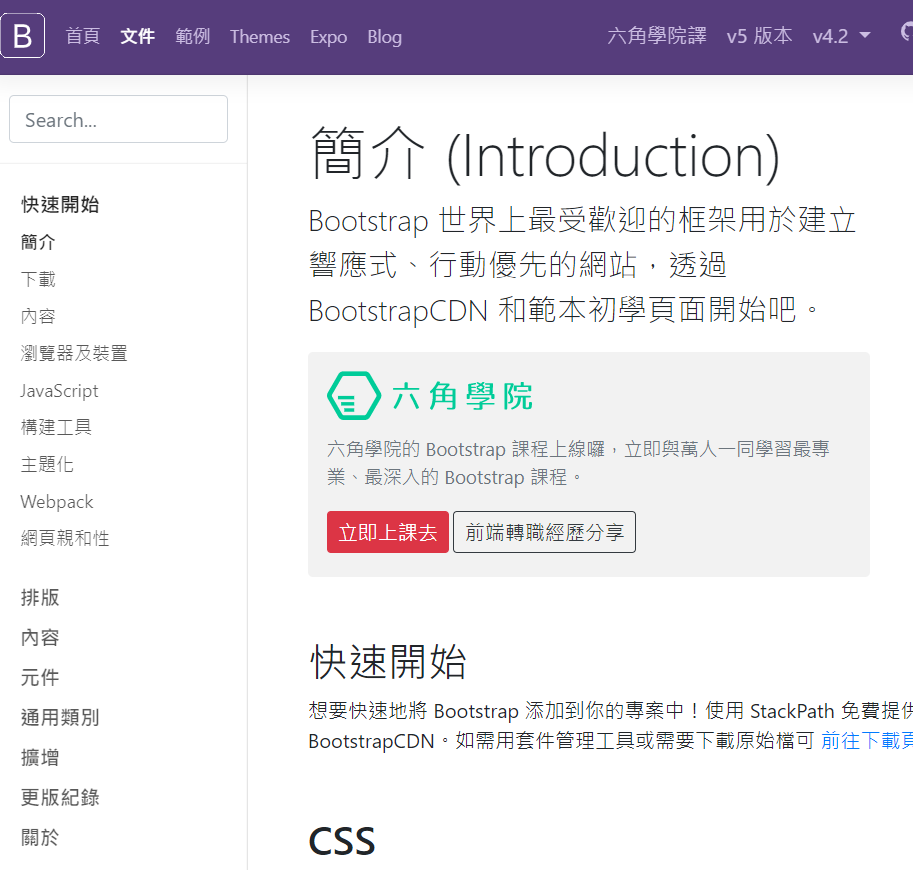 B 首頁 文件 範例 Themes Expo Blog 六角學院譯 v5 版本 v4.2
Search...
快速開始
簡介
下載
內容
瀏覽器及裝置
JavaScript
構建工具
主題化
Webpack
網頁親和性
排版
內容
元件
通用類別
擴增
更版紀錄
關於
簡介 (Introduction)
Bootstrap 世界上最受歡迎的框架用於建立
響應式、行動優先的網站，透過
BootstrapCDN 和範本初學頁面開始吧。
六角學院
六角學院的 Bootstrap 課程上線囉，立即與萬人一同學習最專
業、最深入的 Bootstrap 課程。
立即上課去 前端轉職經歷分享
快速開始
想要快速地將 Bootstrap 添加到你的專案中！使用 StackPath 免費提供
BootstrapCDN。如需用套件管理工具或需要下載原始檔可 前往下載頁
CSS